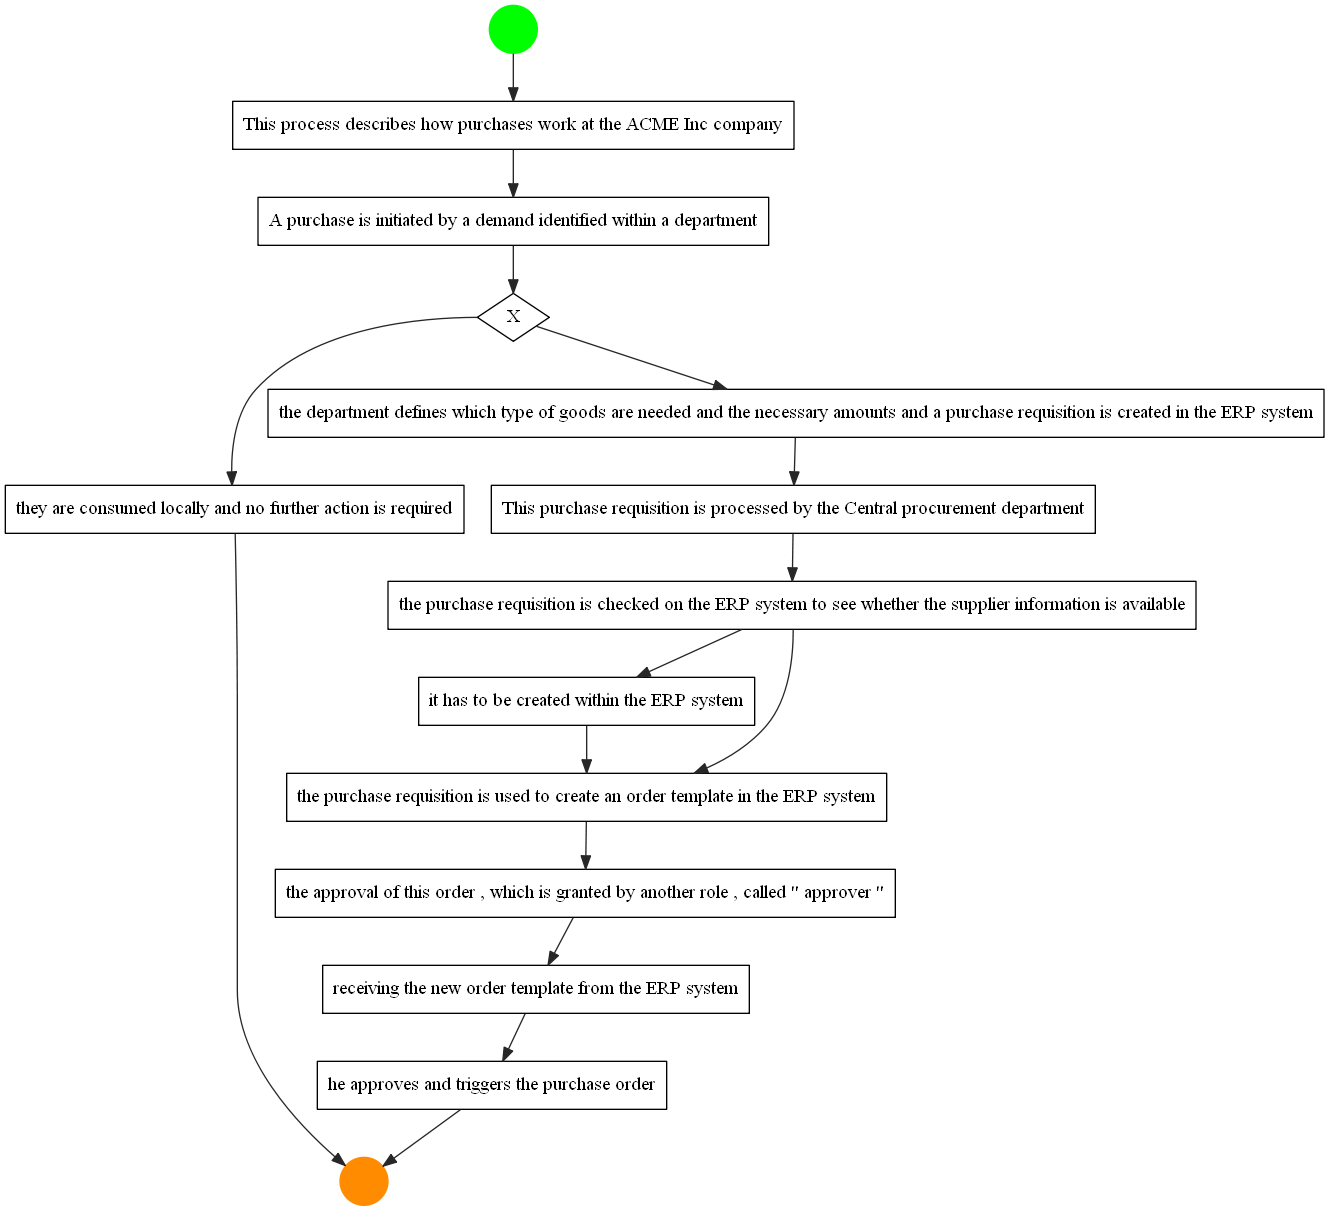 This process describes how purchases work at the ACME Inc company
A purchase is initiated by a demand identified within a department
X
the department defines which type of goods are needed and the necessary amounts and a purchase requisition is created in the ERP system
they are consumed locally and no further action is required
This purchase requisition is processed by the Central procurement department
the purchase requisition is checked on the ERP system to see whether the supplier information is available
it has to be created within the ERP system
the purchase requisition is used to create an order template in the ERP system
the approval of this order , which is granted by another role , called " approver "
receiving the new order template from the ERP system
he approves and triggers the purchase order